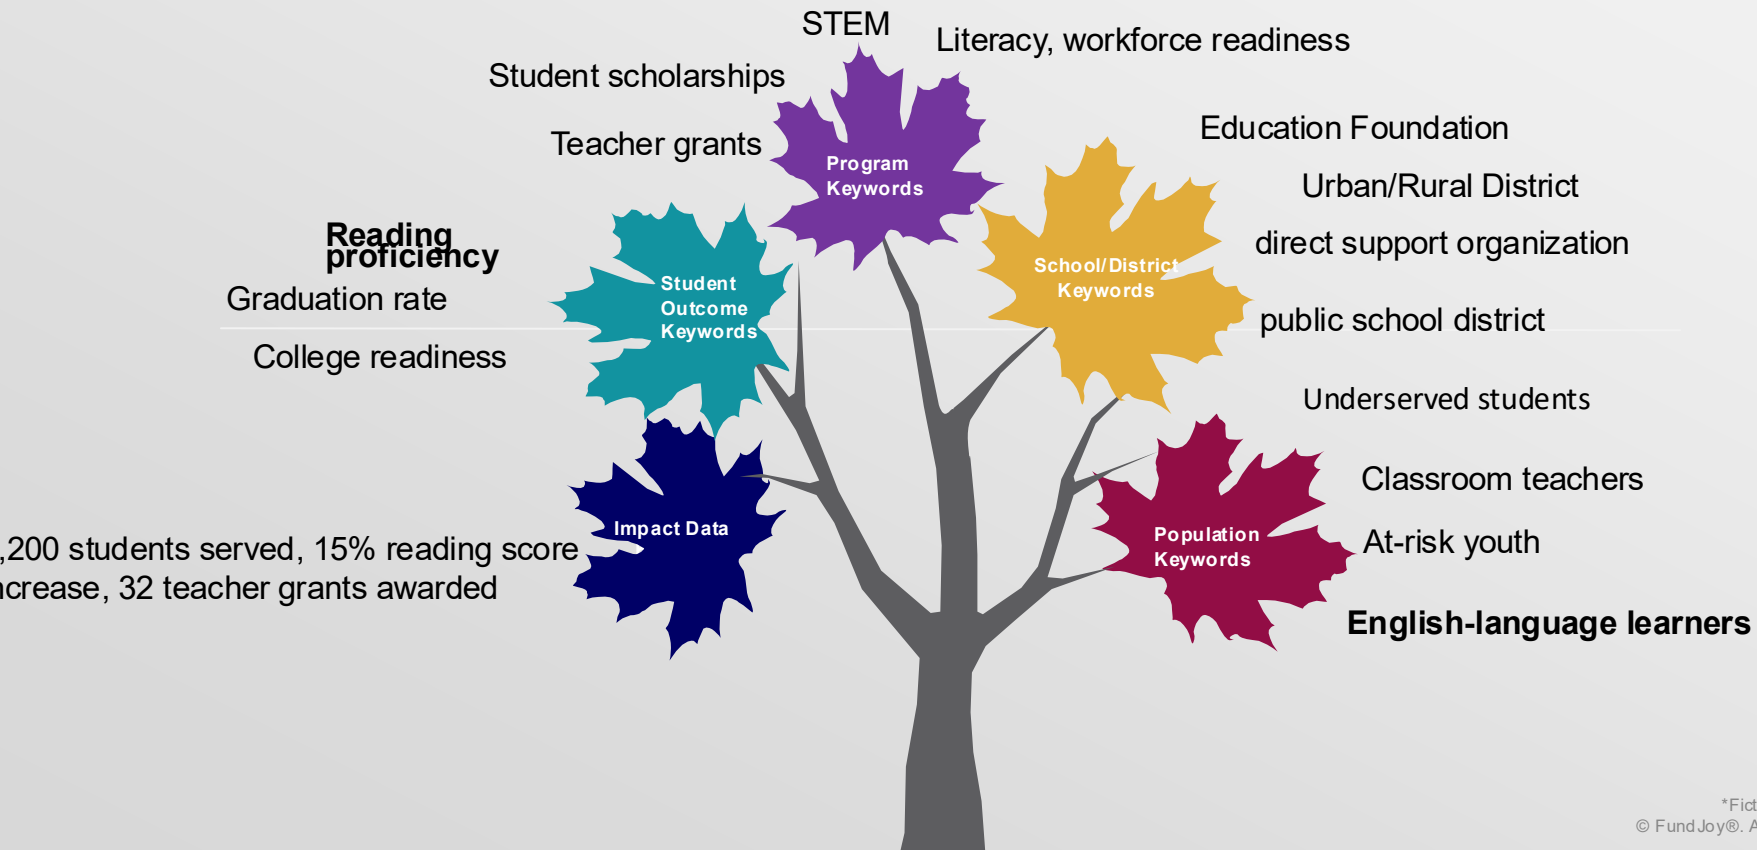 STEM
Literacy, workforce readiness
Student scholarships
Teacher grants
Program
Keywords
Education Foundation
Urban/Rural District
direct support organization
public school district
School/District
Keywords
Reading
proficiency
Graduation rate
College readiness
Student
Outcome
Keywords
Underserved students
Classroom teachers
At-risk youth
English-language learners
Population
Keywords
Impact Data
,200 students served, 15% reading score
ncrease, 32 teacher grants awarded
*Fict
© FundJoy®. A